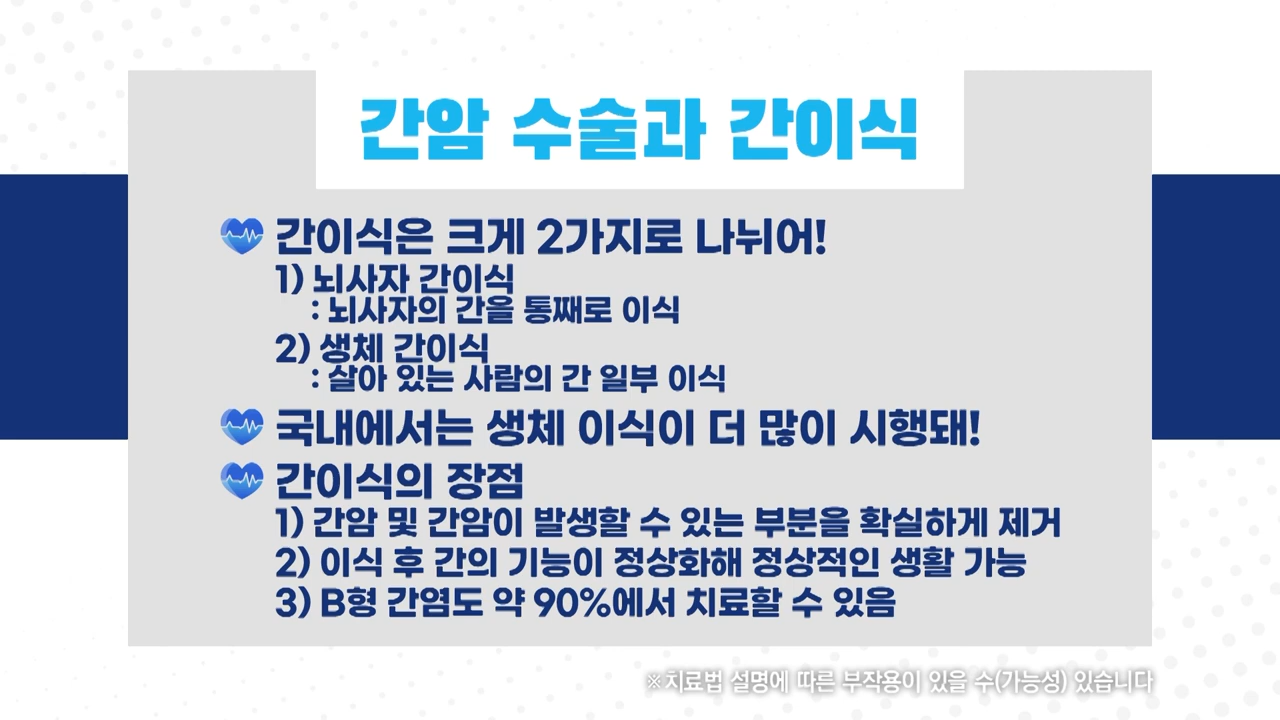 간암 수술과 간이식
간이식은 크게 2가지로 나뉘어!
1) 뇌사자 간이식
: 뇌사자의 간을 통째로 이식
2) 생체 간이식
: 살아 있는 사람의 간 일부 이식
국내에서는 생체 이식이 더 많이 시행돼!
간이식의 장점
1) 간암 및 간암이 발생할 수 있는 부분을 확실하게 제거
2) 이식 후 간의 기능이 정상화해 정상적인 생활 가능
3) B형 간염도 약 90%에서 치료할 수 있음
※치료법 설명에 따른 부작용이 있을 수(가능성) 있습니다